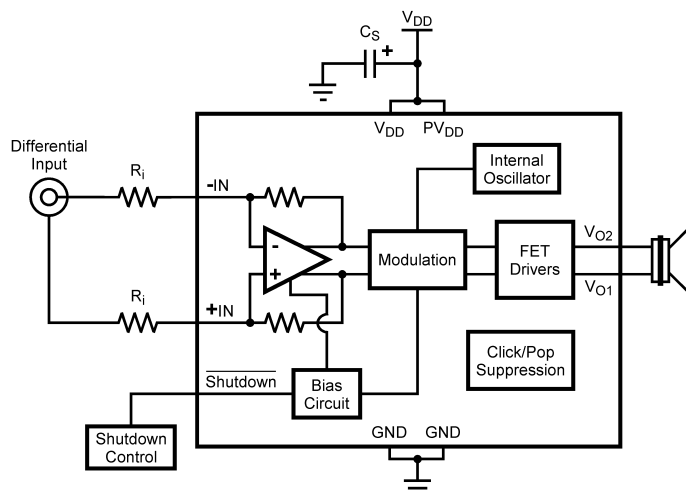 VDD
CS
+
VDD PVDD
Differential
Input
Ri
-IN
Internal
Oscillator
-
+
Modulation
FET
Drivers
VO2
VO1
Ri
+IN
Click/Pop
Suppression
Shutdown
Bias
Circuit
Shutdown
Control
GND GND